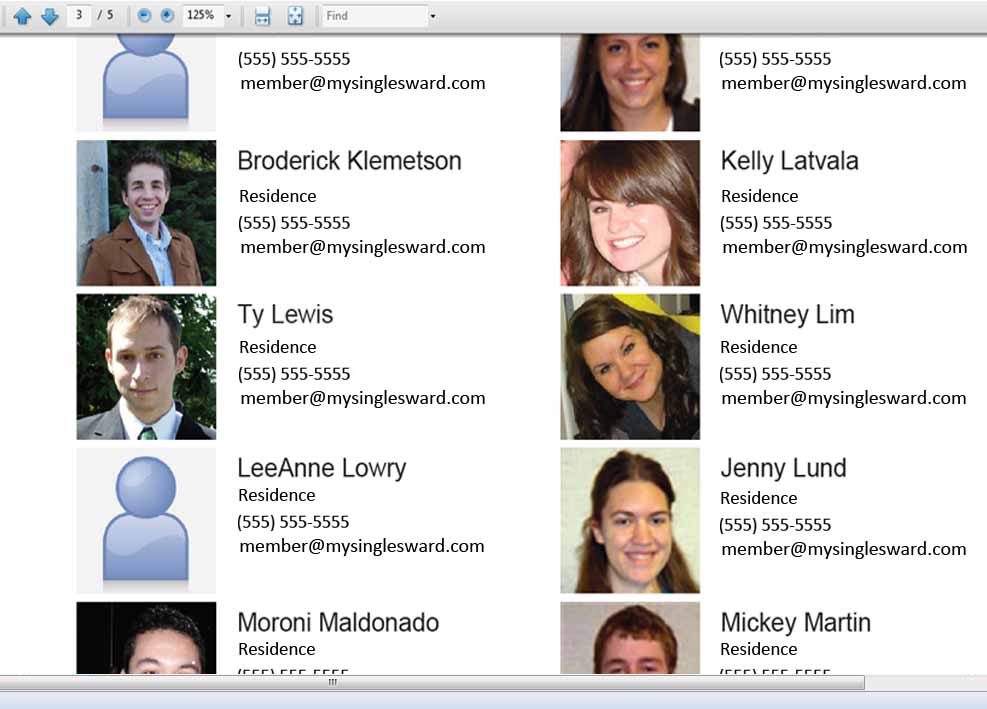 3 / 5 125% Find
(555) 555-5555
member@mysinglesward.com
(555) 555-5555
member@mysinglesward.com
Broderick Klemetson
Residence
(555) 555-5555
member@mysinglesward.com
Kelly Latvala
Residence
(555) 555-5555
member@mysinglesward.com
Ty Lewis
Residence
(555) 555-5555
member@mysinglesward.com
Whitney Lim
Residence
(555) 555-5555
member@mysinglesward.com
LeeAnne Lowry
Residence
(555) 555-5555
member@mysinglesward.com
Jenny Lund
Residence
(555) 555-5555
member@mysinglesward.com
Moroni Maldonado
Residence
Mickey Martin
Residence